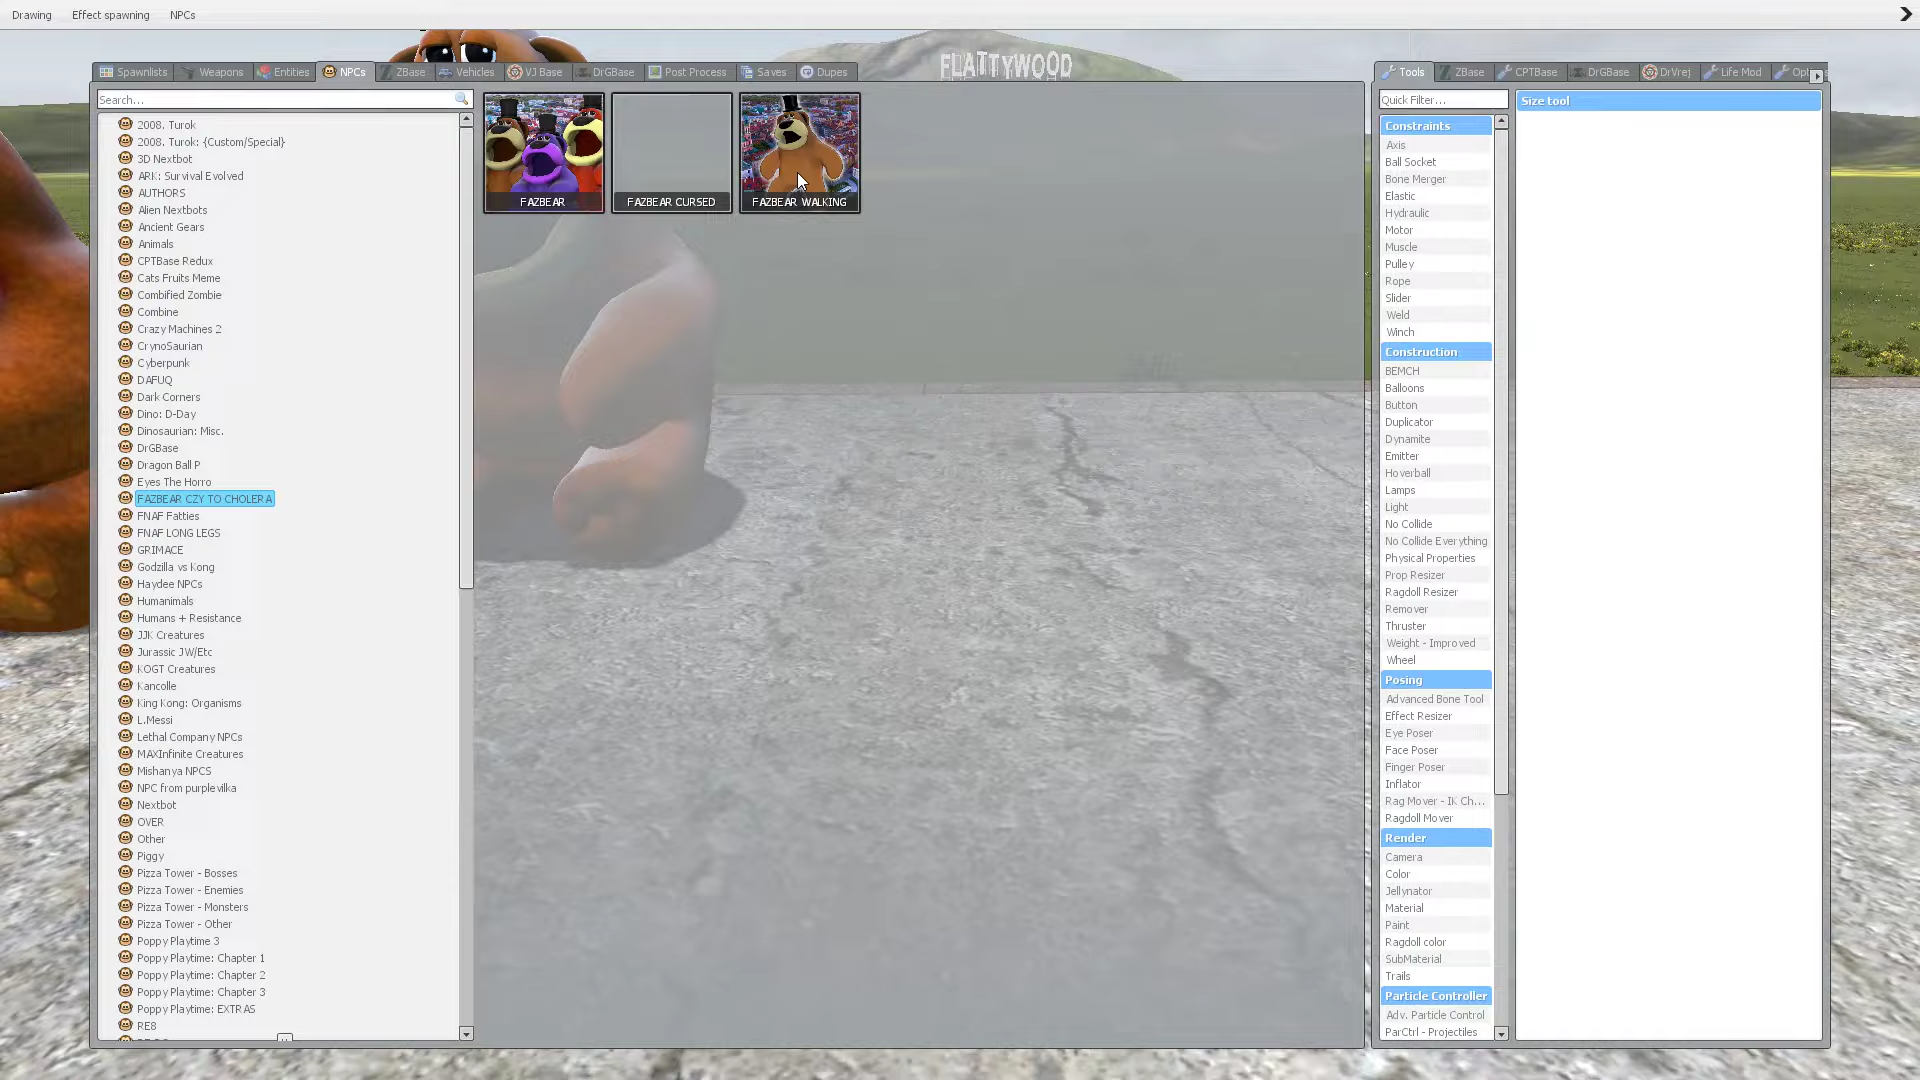 Drawing
Effect spawning
NPCs
FLATTYWOOD
Spawnlists
Weapons
Entities
NPCs
ZBase
Vehicles
VJ Base
DrGBase
Post Process
Saves
Dupes
Search...
2008. Turok
2008. Turok: {Custom/Special}
3D Nextbot
ARK: Survival Evolved
AUTHORS
Alien Nextbots
Ancient Gears
Animals
CPTBase Redux
Cats Fruits Meme
Combified Zombie
Combine
Crazy Machines 2
CrynoSaurian
Cyberpunk
DAFUQ
Dark Corners
Dino: D-Day
Dinosaurian: Misc.
DrGBase
Dragon Ball P
Eyes The Horro
FAZBEAR CZY TO CHOLERA
FNAF Fatties
FNAF LONG LEGS
GRIMACE
Godzilla vs Kong
Haydee NPCs
Humanimals
Humans + Resistance
JJK Creatures
Jurassic JW/Etc
KOGT Creatures
Kancolle
King Kong: Organisms
L.Messi
Lethal Company NPCs
MAXInfinite Creatures
Mishanya NPCS
NPC from purplevilka
Nextbot
OVER
Other
Piggy
Pizza Tower - Bosses
Pizza Tower - Enemies
Pizza Tower - Monsters
Pizza Tower - Other
Poppy Playtime 3
Poppy Playtime: Chapter 1
Poppy Playtime: Chapter 2
Poppy Playtime: Chapter 3
Poppy Playtime: EXTRAS
RE8
FAZBEAR
FAZBEAR CURSED
FAZBEAR WALKING
Tools
ZBase
CPTBase
DrGBase
DrVrej
Life Mod
Quick Filter...
Constraints
Axis
Ball Socket
Bone Merger
Elastic
Hydraulic
Motor
Muscle
Pulley
Rope
Slider
Weld
Winch
Construction
BEMCH
Balloons
Button
Duplicator
Dynamite
Emitter
Hoverball
Lamps
Light
No Collide
No Collide Everything
Physical Properties
Prop Resizer
Ragdoll Resizer
Remover
Thruster
Weight - Improved
Wheel
Posing
Advanced Bone Tool
Effect Resizer
Eye Poser
Face Poser
Finger Poser
Inflator
Rag Mover - IK Ch...
Ragdoll Mover
Render
Camera
Color
Jellynator
Material
Paint
Ragdoll color
SubMaterial
Trails
Particle Controller
Adv. Particle Control
ParCtrl - Projectiles
Size tool